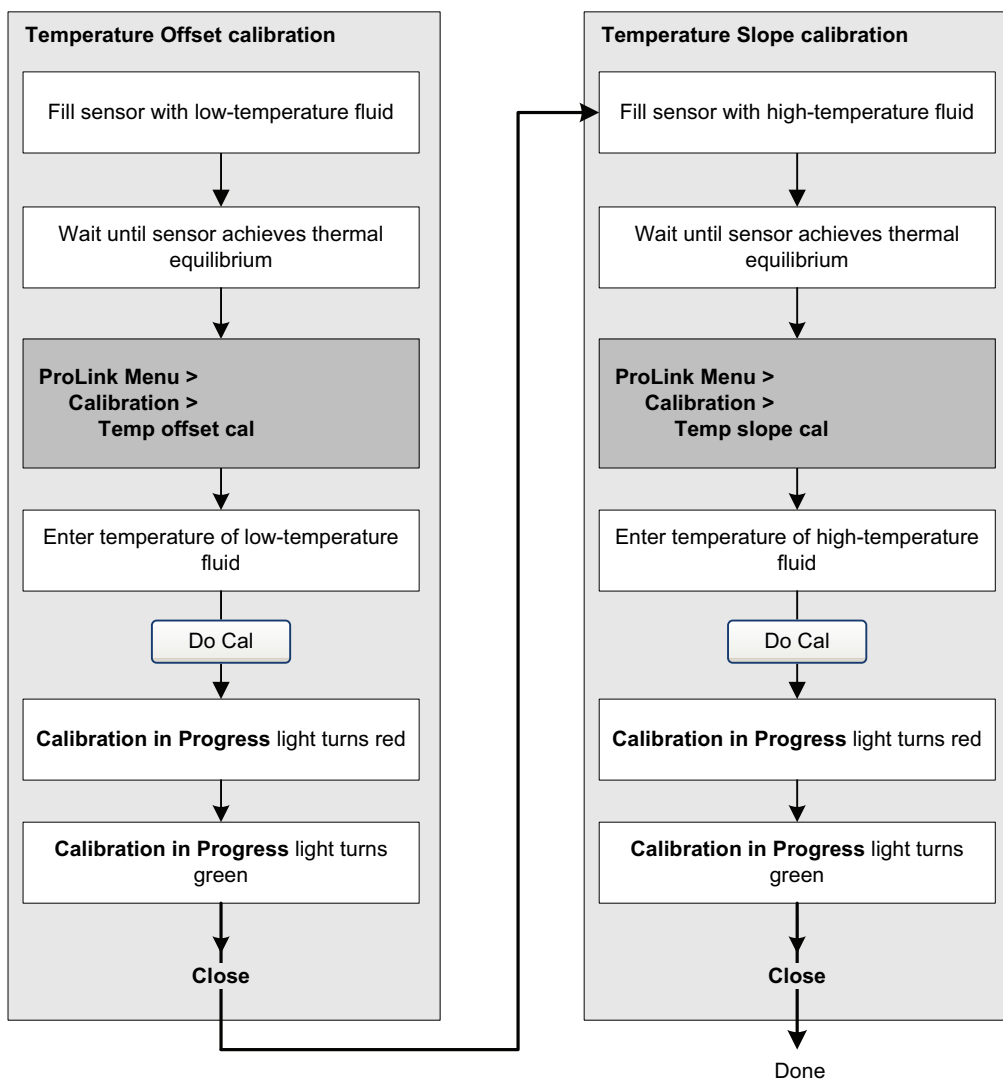 Temperature Offset calibration
Fill sensor with low-temperature fluid
Wait until sensor achieves thermal
equilibrium
ProLink Menu >
Calibration >
Temp offset cal
Enter temperature of low-temperature
fluid
Do Cal
Calibration in Progress light turns red
Calibration in Progress light turns
green
Close
Temperature Slope calibration
Fill sensor with high-temperature fluid
Wait until sensor achieves thermal
equilibrium
ProLink Menu >
Calibration >
Temp slope cal
Enter temperature of high-temperature
fluid
Do Cal
Calibration in Progress light turns red
Calibration in Progress light turns
green
Close
Done